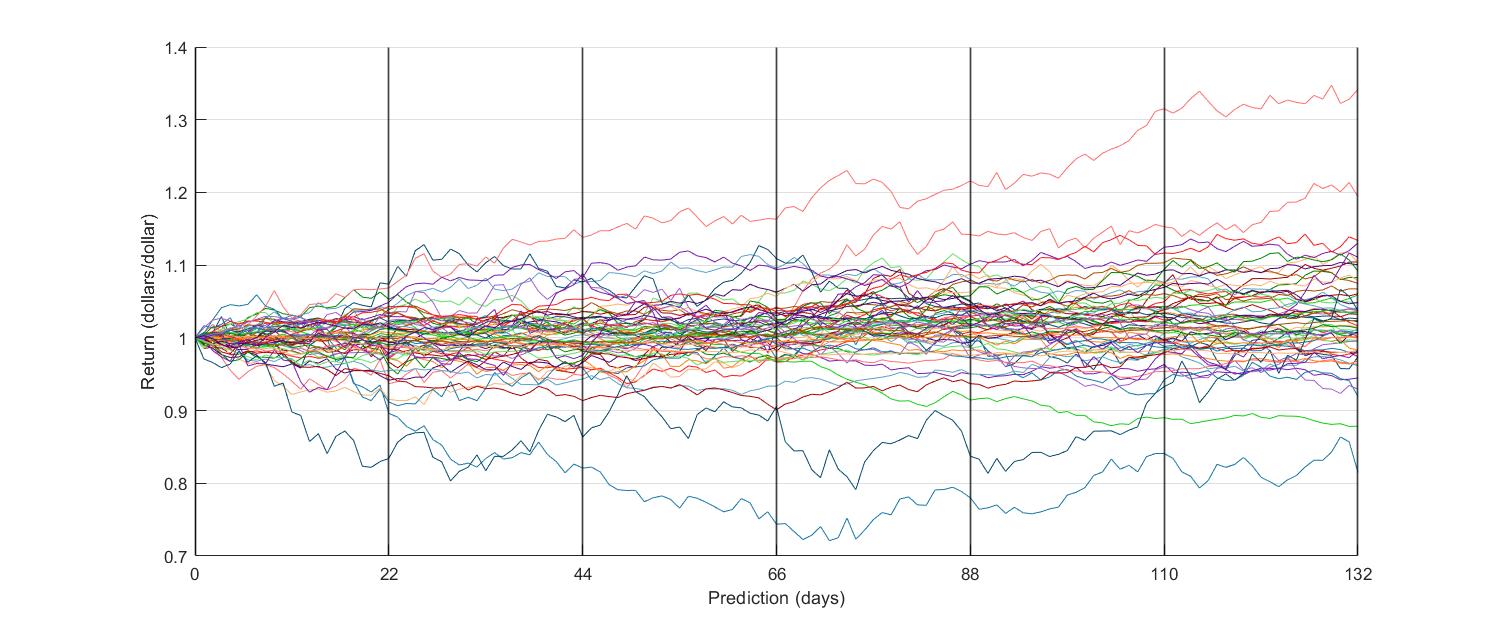 1.4
1.3
1.2
1.1
1
0.9
0.8
0.7
Return (dollars/dollar)
0 22 44 66 88 110 132
Prediction (days)